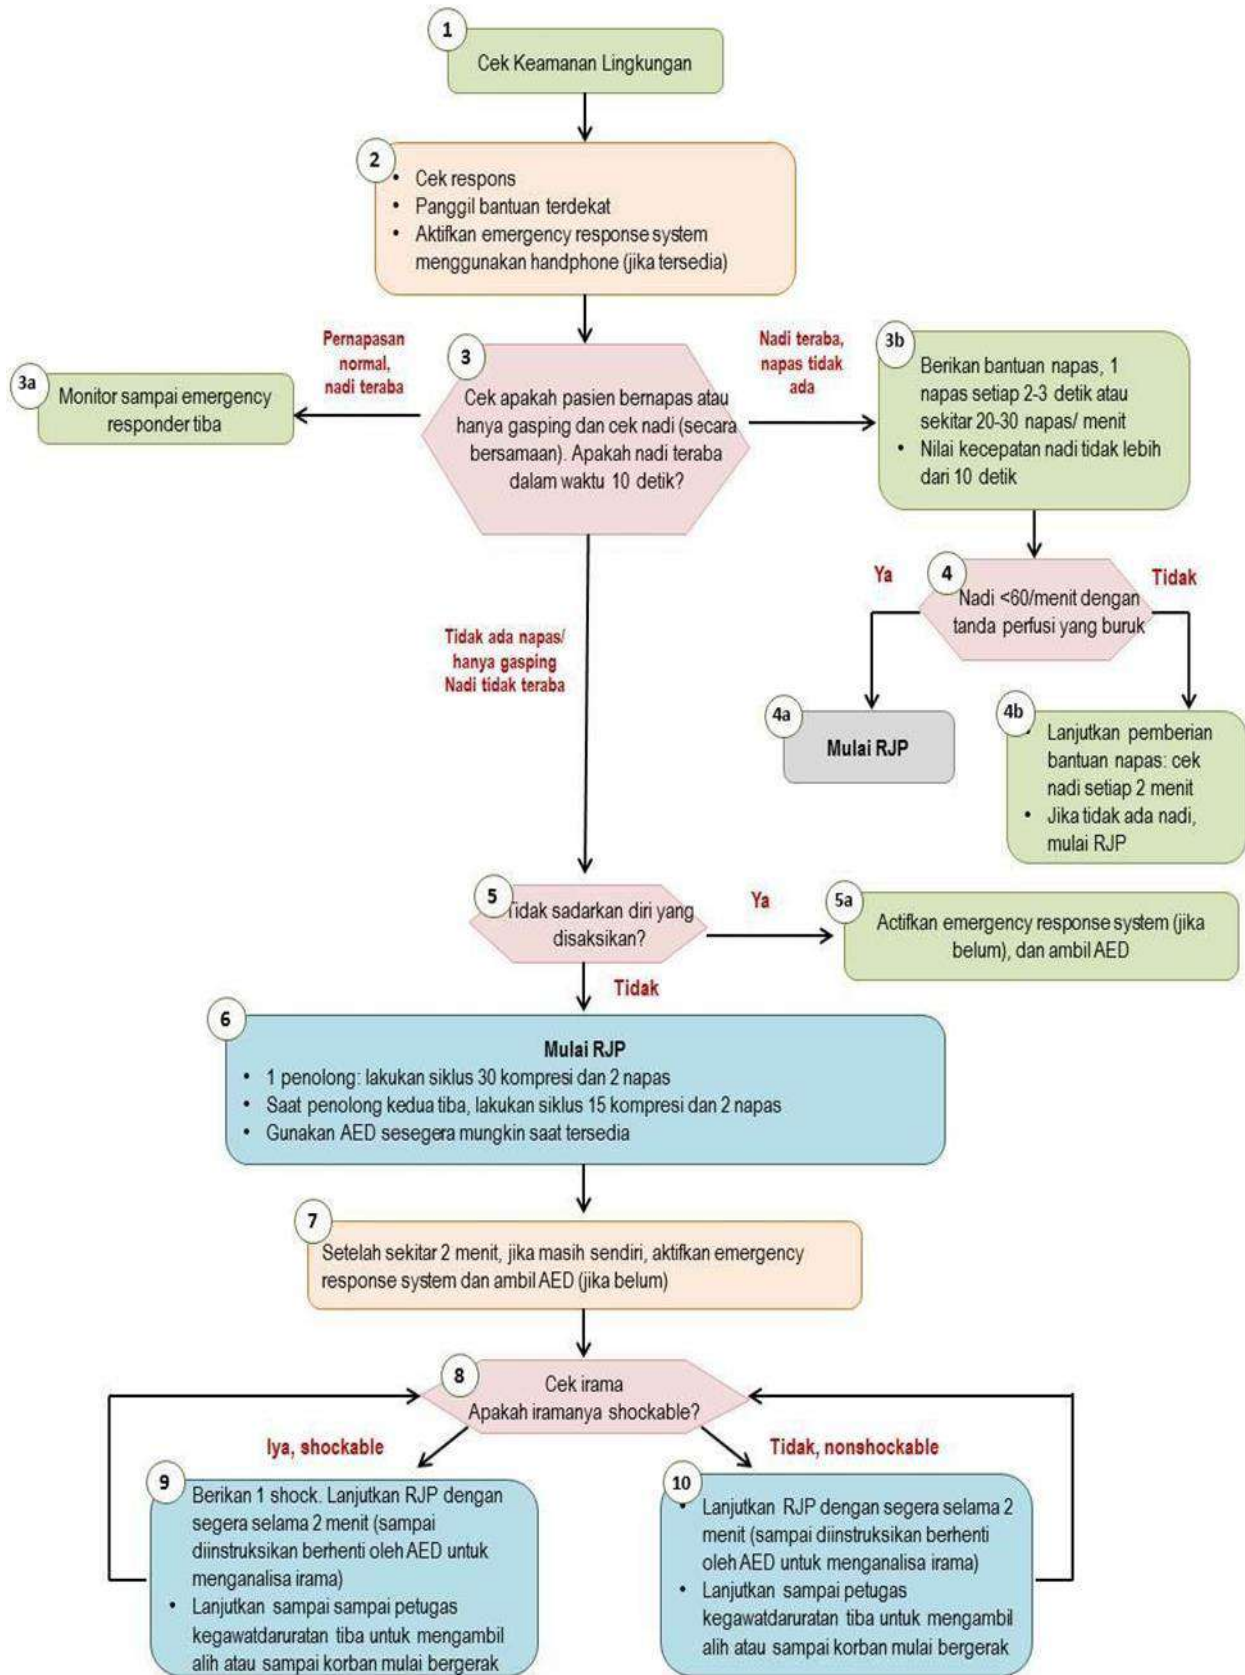 1
Cek Keamanan Lingkungan
2
• Cek respons
• Panggil bantuan terdekat
• Aktifkan emergency response system
menggunakan handphone (jika tersedia)
Pernapasan
normal,
nadi teraba
Nadi teraba,
napas tidak
ada
3a
Monitor sampai emergency
responder tiba
3
Cek apakah pasien bernapas atau
hanya gasping dan cek nadi (secara
bersamaan). Apakah nadi teraba
dalam waktu 10 detik?
3b
Berikan bantuan napas, 1
napas setiap 2-3 detik atau
sekitar 20-30 napas/ menit
• Nilai kecepatan nadi tidak lebih
dari 10 detik
Ya
4
Tidak
Nadi <60/menit dengan
tanda perfusi yang buruk
Tidak ada napas/
hanya gasping
Nadi tidak teraba
4a
Mulai RJP
4b
• Lanjutkan pemberian
bantuan napas: cek
nadi setiap 2 menit
• Jika tidak ada nadi,
mulai RJP
5
Tidak sadarkan diri yang
disaksikan?
Ya
5a
Actifkan emergency response system (jika
belum), dan ambil AED
Tidak
6
Mulai RJP
• 1 penolong: lakukan siklus 30 kompresi dan 2 napas
• Saat penolong kedua tiba, lakukan siklus 15 kompresi dan 2 napas
• Gunakan AED sesegera mungkin saat tersedia
7
Setelah sekitar 2 menit, jika masih sendiri, aktifkan emergency
response system dan ambil AED (jika belum)
8
Cek irama
Apakah iramanya shockable?
Iya, shockable
Tidak, nonshockable
9
Berikan 1 shock. Lanjutkan RJP dengan
segera selama 2 menit (sampai
diinstruksikan berhenti oleh AED untuk
menganalisa irama)
• Lanjutkan sampai sampai petugas
kegawatdaruratan tiba untuk mengambil
alih atau sampai korban mulai bergerak
10
• Lanjutkan RJP dengan segera selama 2
menit (sampai diinstruksikan berhenti
oleh AED untuk menganalisa irama)
• Lanjutkan sampai petugas
kegawatdaruratan tiba untuk mengambil
alih atau sampai korban mulai bergerak